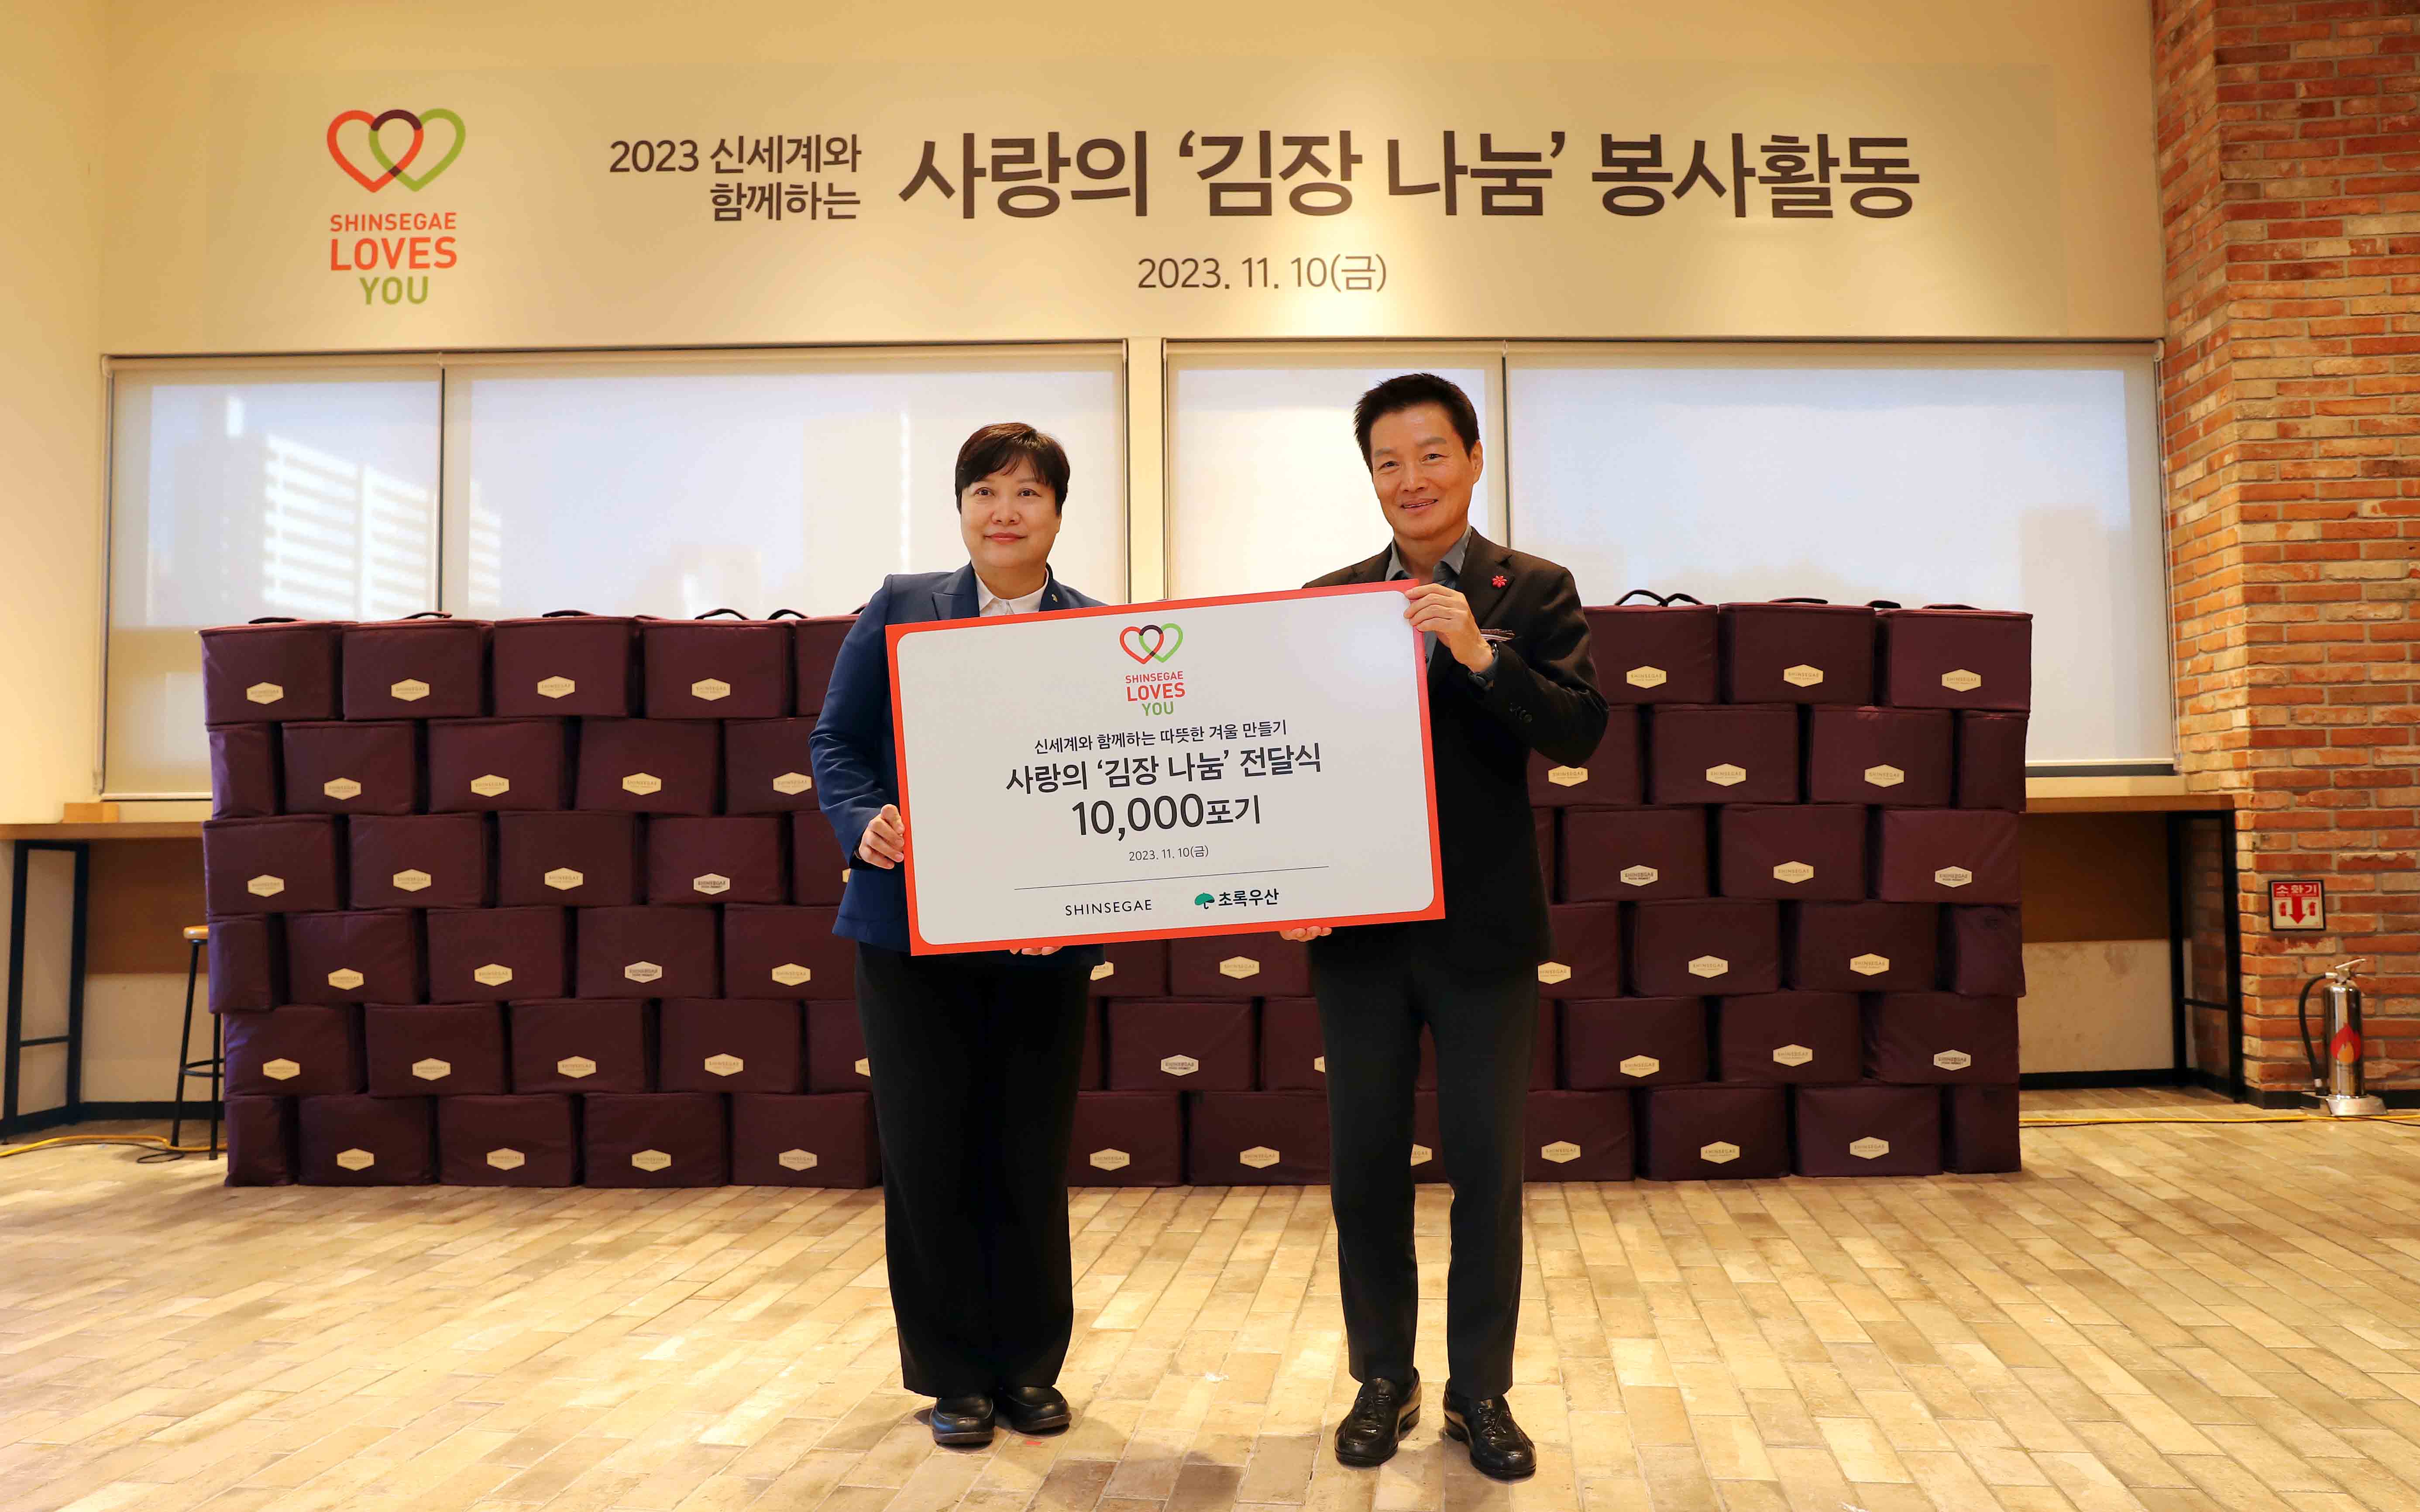 SHINSEGAE
LOVES
YOU
2023 신세계와
함께하는
사랑의 ‘김장 나눔’ 봉사활동
2023. 11. 10(금)
SHINSEGAE
LOVES
YOU
신세계와 함께하는 따뜻한 겨울 만들기
사랑의 ‘김장 나눔’ 전달식
10,000포기
2023. 11. 10(금)
SHINSEGAE
초록우산
소화기
SHINSEGAE